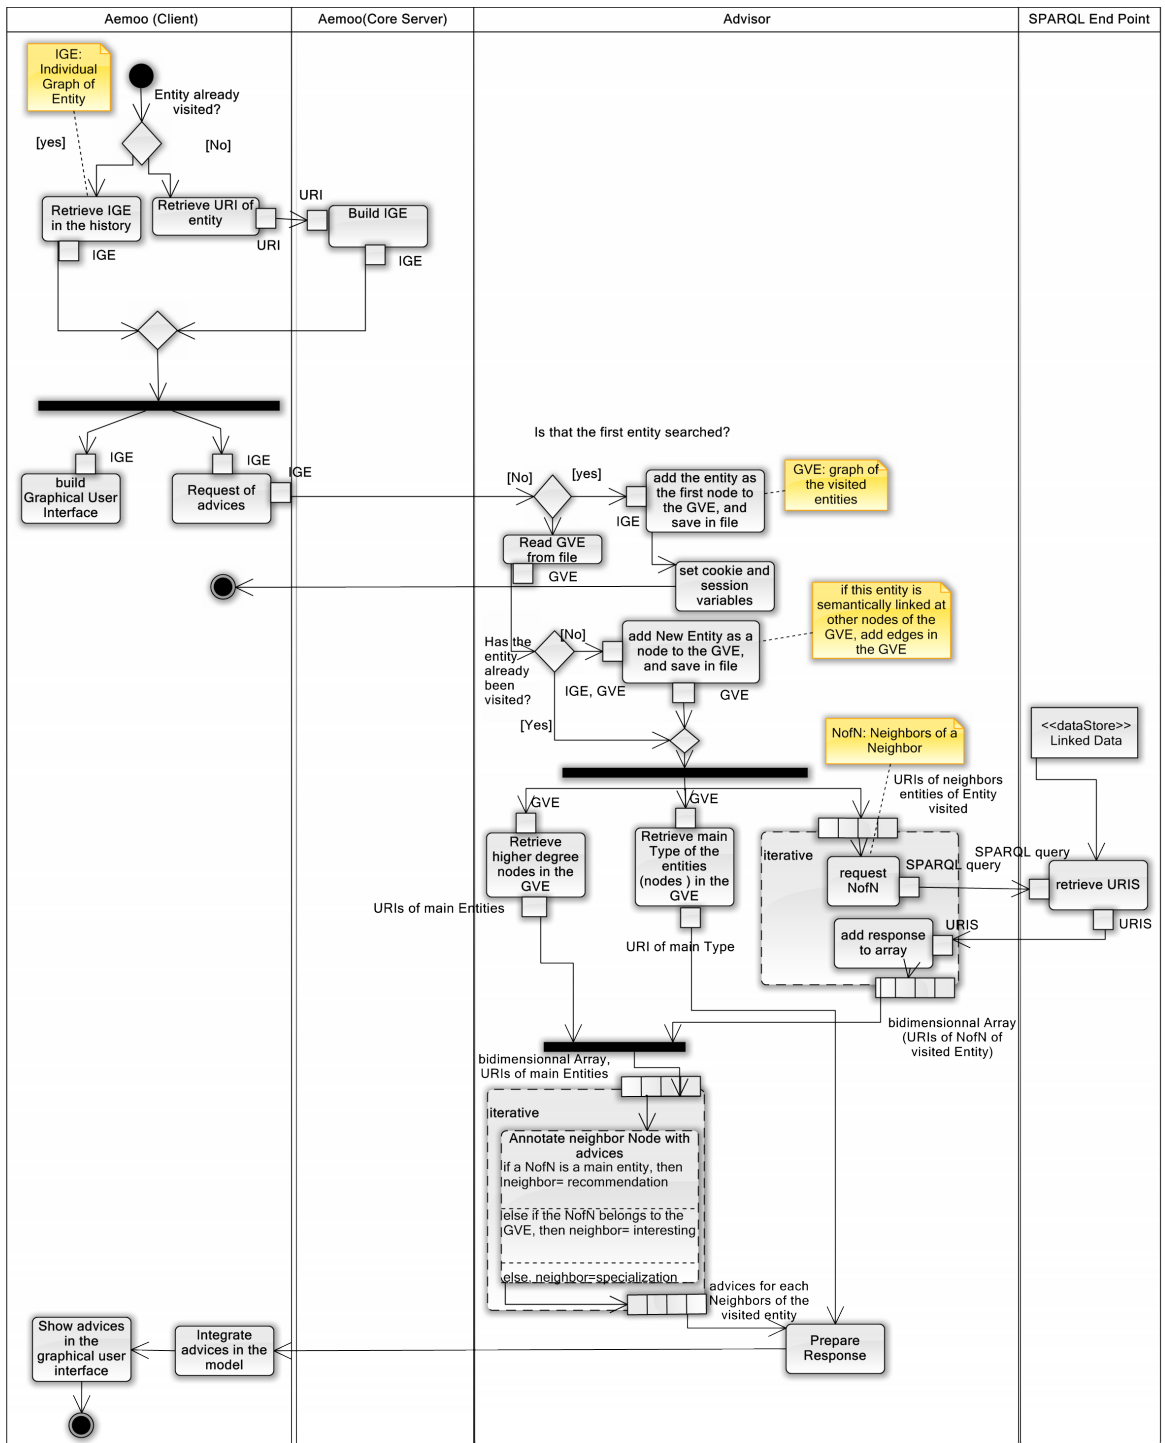 Aemoo (Client)
Aemoo(Core Server)
Advisor
SPARQL End Point
IGE:
Individual
Graph of
Entity
Entity already
visited?
[yes]
[No]
Retrieve IGE
in the history
IGE
Retrieve URI of
entity
URI
URI
Build IGE
IGE
IGE
build
Graphical User
Interface
IGE
Request of
advices
IGE
Is that the first entity searched?
[No]
[yes]
IGE
add the entity as
the first node to
the GVE, and
save in file
GVE: graph of
the visited
entities
Read GVE
from file
GVE
set cookie and
session
variables
if this entity is
semantically linked at
other nodes of the
GVE, add edges in
the GVE
Has the
entity
already
been
visited?
[No]
IGE, GVE
add New Entity as a
node to the GVE,
and save in file
GVE
[Yes]
NofN: Neighbors of a
Neighbor
<<dataStore>>
Linked Data
URIs of neighbors
entities of Entity
visited
GVE
Retrieve
higher degree
nodes in the
GVE
URIs of main Entities
GVE
Retrieve main
Type of the
entities
(nodes ) in the
GVE
URI of main Type
iterative
request
NofN
SPARQL query
SPARQL query
retrieve URIS
URIS
URIS
add response
to array
bidimensionnal Array
(URIs of NofN of
visited Entity)
bidimensionnal Array,
URIs of main Entities
iterative
Annotate neighbor Node with
advices
if a NofN is a main entity, then
neighbor= recommendation
else if the NofN belongs to the
GVE, then neighbor= interesting
else, neighbor=specialization
advices for each
Neighbors of the
visited entity
Prepare
Response
Integrate
advices in the
model
Show advices
in the
graphical user
interface